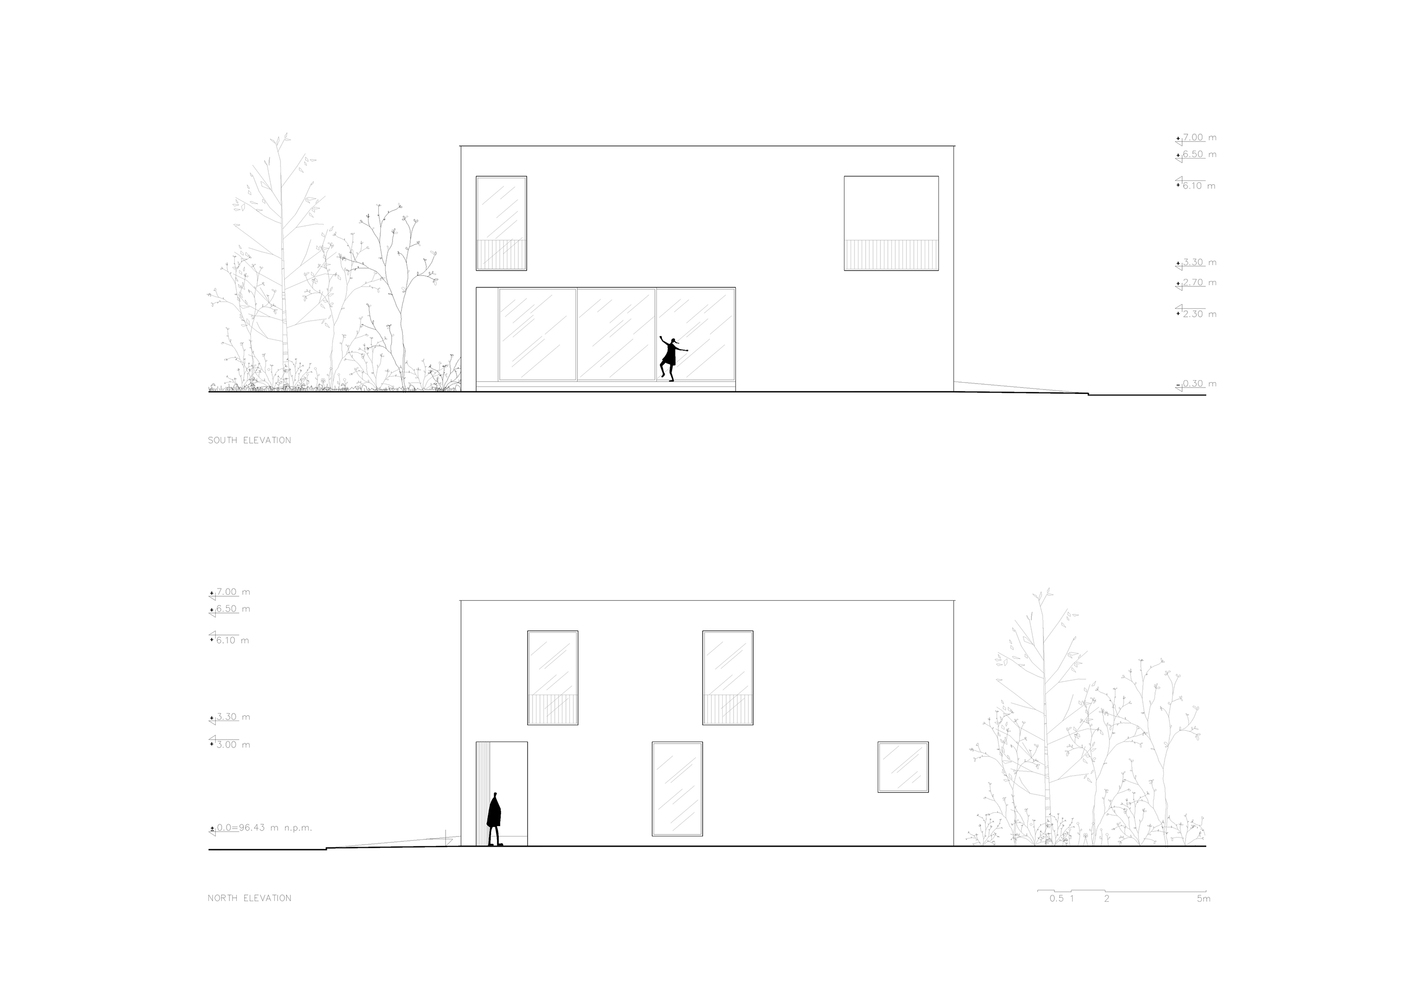 +7.00 m
+6.50 m
+6.10 m
+3.30 m
+2.70 m
+2.30 m
-0.30 m
SOUTH ELEVATION
+7.00 m
+6.50 m
+6.10 m
+3.30 m
+3.00 m
+0.0=96.43 m n.p.m.
NORTH ELEVATION
0.5 1 2 5m